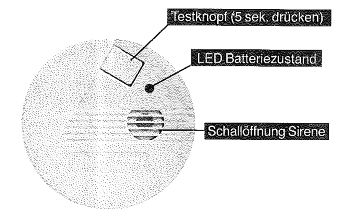 Testknopf (5 sek. drücken)
LED Batteriezustand
Schallöffnung Sirene